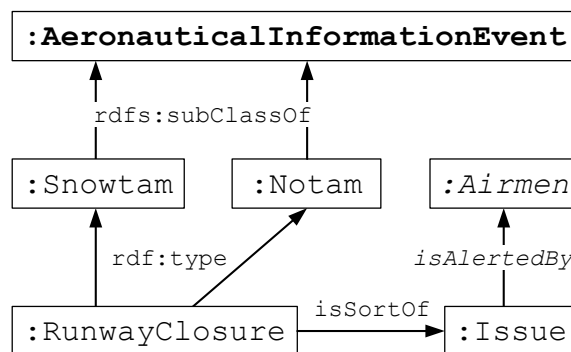 :AeronauticalInformationEvent
rdfs:subClassOf
:Snowtam
:Notam
:Airmen
rdf:type
isAlertedBy
isSortOf
:RunwayClosure
:Issue